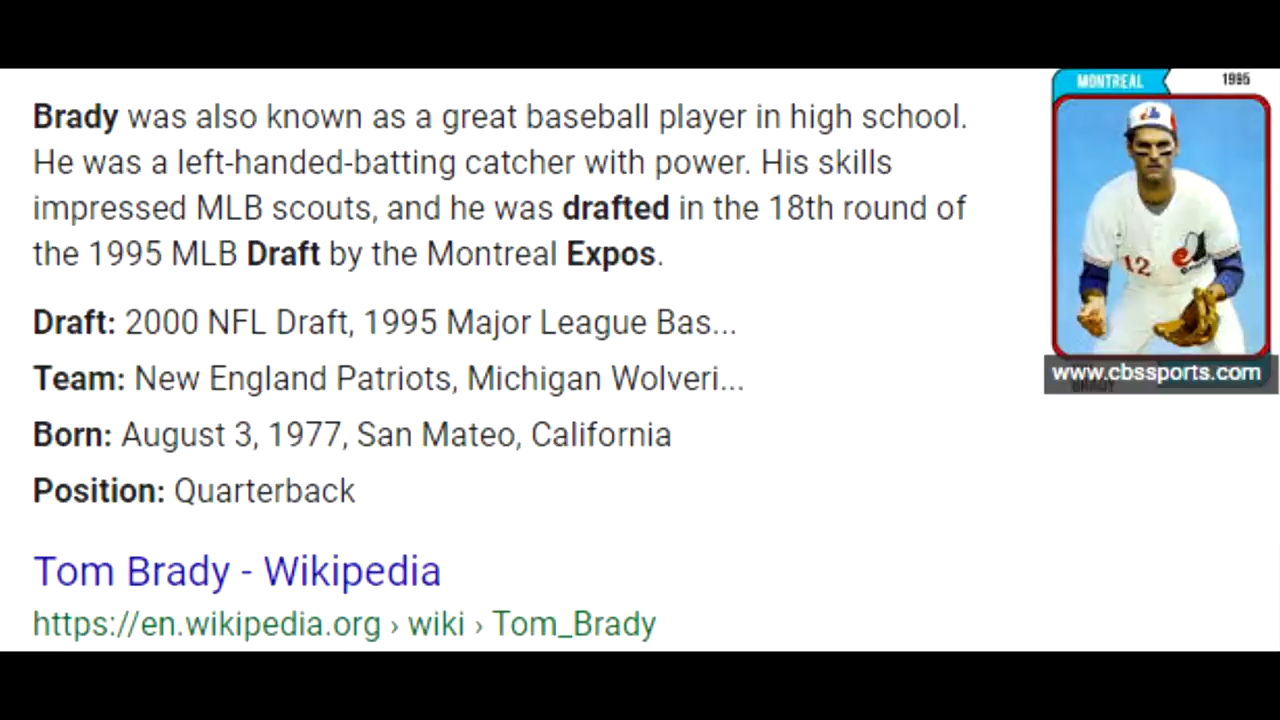 MONTREAL 1995
Brady was also known as a great baseball player in high school.
He was a left-handed-batting catcher with power. His skills
impressed MLB scouts, and he was drafted in the 18th round of
the 1995 MLB Draft by the Montreal Expos.
12
Draft: 2000 NFL Draft, 1995 Major League Bas...
Team: New England Patriots, Michigan Wolveri...
www.cbssports.com
BRADY
Born: August 3, 1977, San Mateo, California
Position: Quarterback
Tom Brady - Wikipedia
https://en.wikipedia.org › wiki › Tom_Brady